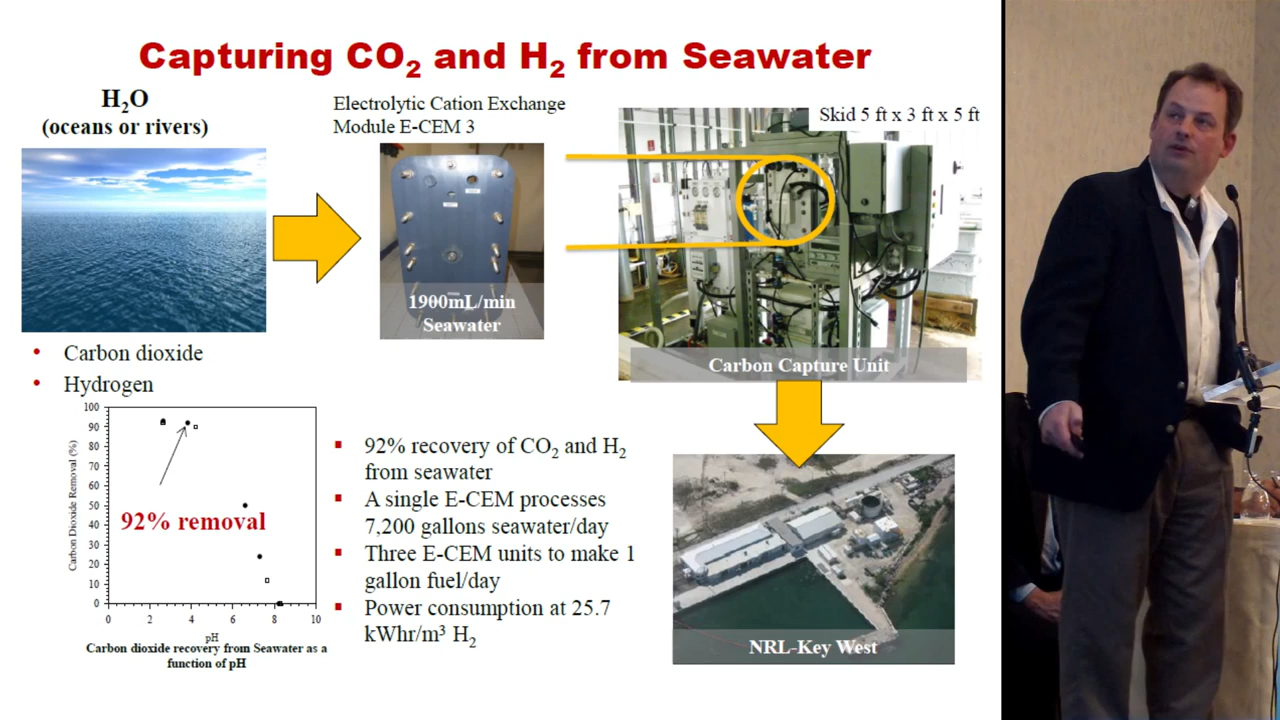 Capturing CO₂ and H₂ from Seawater
H₂O
(oceans or rivers)
Electrolytic Cation Exchange
Module E-CEM 3
Skid 5 ft x 3 ft x 5 ft
1900mL/min
Seawater
Carbon Capture Unit
• Carbon dioxide
• Hydrogen
100
90
80
70
60
50
40
30
20
10
0
Carbon Dioxide Removal (%)
92% removal
0 2 4 6 8 10
pH
Carbon dioxide recovery from Seawater as a
function of pH
▪ 92% recovery of CO₂ and H₂
from seawater
▪ A single E-CEM processes
7,200 gallons seawater/day
▪ Three E-CEM units to make 1
gallon fuel/day
▪ Power consumption at 25.7
kWhr/m³ H₂
NRL-Key West